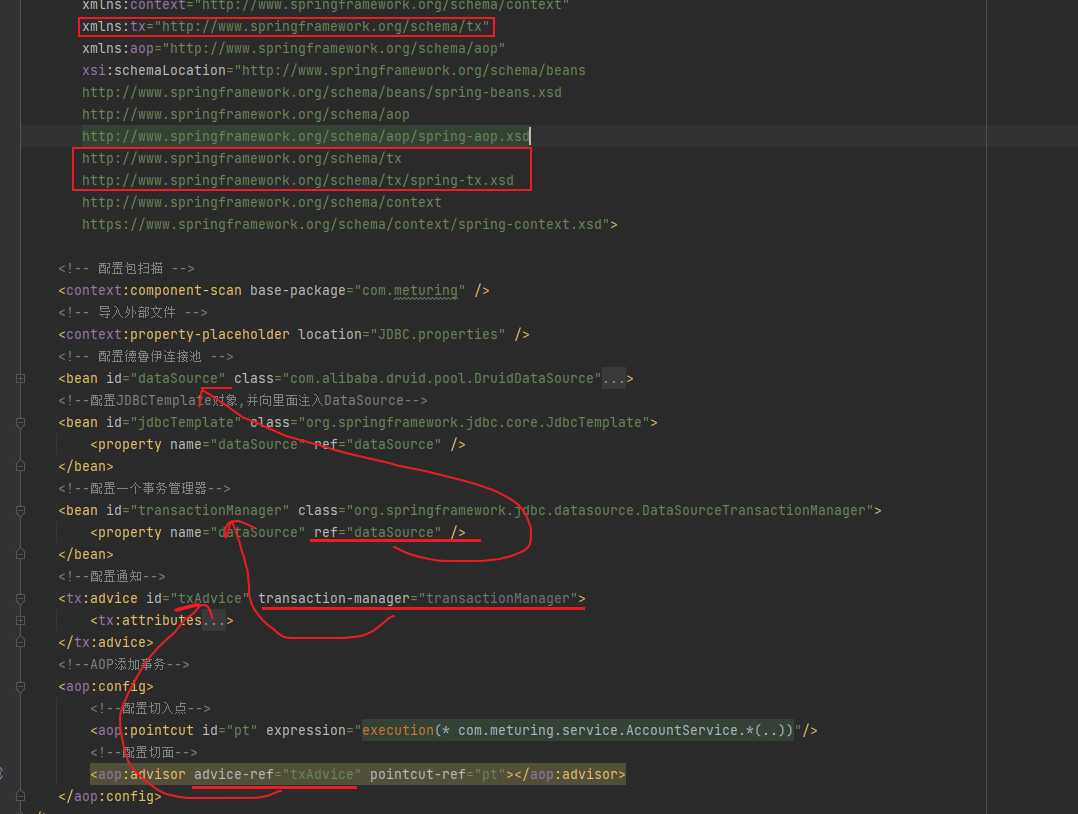 xmlns:context="http://www.springframework.org/schema/context"
xmlns:tx="http://www.springframework.org/schema/tx"
xmlns:aop="http://www.springframework.org/schema/aop"
xsi:schemaLocation="http://www.springframework.org/schema/beans
http://www.springframework.org/schema/beans/spring-beans.xsd
http://www.springframework.org/schema/aop
http://www.springframework.org/schema/aop/spring-aop.xsd
http://www.springframework.org/schema/tx
http://www.springframework.org/schema/tx/spring-tx.xsd
http://www.springframework.org/schema/context
https://www.springframework.org/schema/context/spring-context.xsd">
<!-- 配置包扫描 -->
<context:component-scan base-package="com.meturing" />
<!-- 导入外部文件 -->
<context:property-placeholder location="JDBC.properties" />
<!-- 配置德鲁伊连接池 -->
<bean id="dataSource" class="com.alibaba.druid.pool.DruidDataSource"...>
<!--配置JDBCTemplate对象,并向里面注入DataSource-->
<bean id="jdbcTemplate" class="org.springframework.jdbc.core.JdbcTemplate">
<property name="dataSource" ref="dataSource" />
</bean>
<!--配置一个事务管理器-->
<bean id="transactionManager" class="org.springframework.jdbc.datasource.DataSourceTransactionManager">
<property name="dataSource" ref="dataSource" />
</bean>
<!--配置通知-->
<tx:advice id="txAdvice" transaction-manager="transactionManager">
<tx:attributes...>
</tx:advice>
<!--AOP添加事务-->
<aop:config>
<!--配置切入点-->
<aop:pointcut id="pt" expression="execution(* com.meturing.service.AccountService.*(..))"/>
<!--配置切面-->
<aop:advisor advice-ref="txAdvice" pointcut-ref="pt"></aop:advisor>
</aop:config>